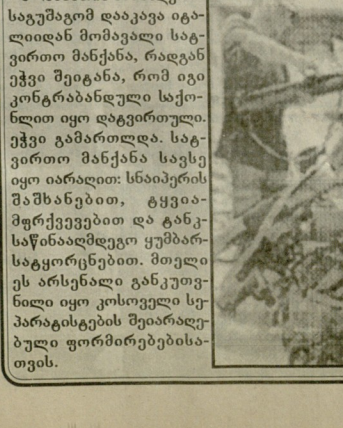 საგუშაგომ დააკავა იტა-
ლიიდან მომავალი სატ-
ვირთო მანქანა, რადგან
ეჭვი შეიტანა, რომ იგი
კონტრაბანდული საქო-
ნლით იყო დატვირთული.
ეჭვი გამართლდა. სატ-
ვირთო მანქანა სავსე
იყო იარაღით: სნაიპერის
შაშხანებით, ტყვია-
მფრქვევებით და ტანკ-
საწინააღმდეგო ყუმბარ-
სატყორცნებით. მთელი
ეს არსენალი განკუთვ-
ნილი იყო კოსოველი სე-
პარატისტების შეიარაღე-
ბული ფორმირებებისა-
თვის.